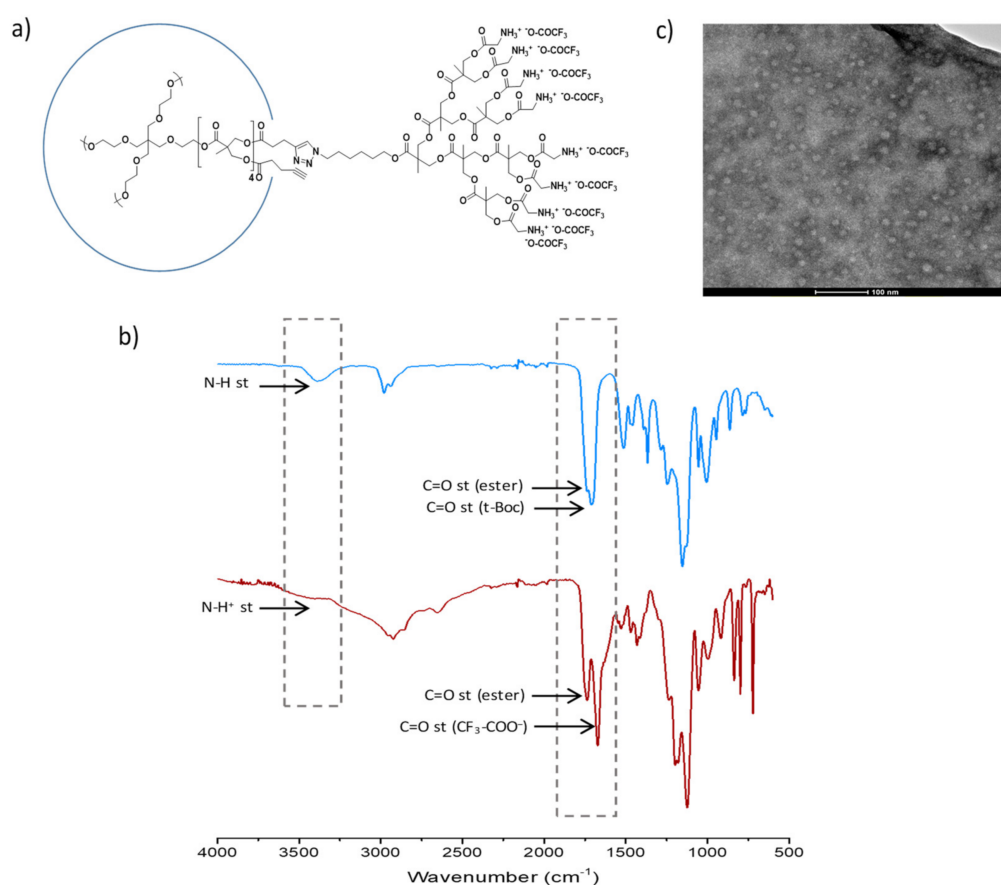 a)
c)
O
NH₃⁺ ⁻O-COCF₃
NH₃⁺ ⁻O-COCF₃
NH₃⁺ ⁻O-COCF₃
NH₃⁺ ⁻O-COCF₃
NH₃⁺ ⁻O-COCF₃
NH₃⁺ ⁻O-COCF₃
NH₃⁺ ⁻O-COCF₃
NH₃⁺ ⁻O-COCF₃
⁻O-COCF₃
N
N=N
4
100 nm
b)
N-H st
C=O st (ester)
C=O st (t-Boc)
N-H⁺ st
C=O st (ester)
C=O st (CF₃-COO⁻)
4000 3500 3000 2500 2000 1500 1000 500
Wavenumber (cm⁻¹)